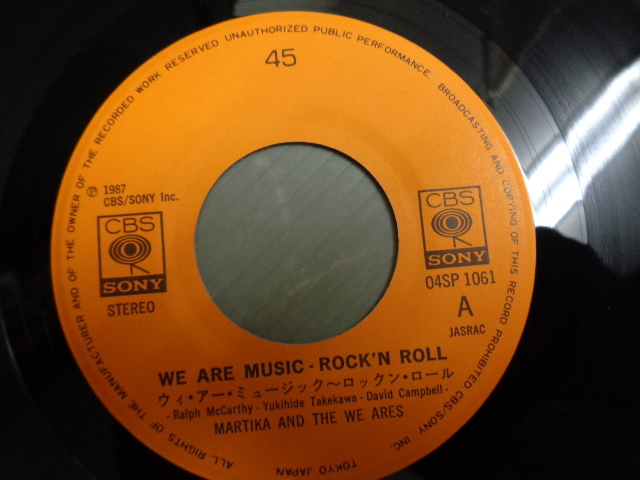 ALL RIGHTS OF THE MANUFACTURER AND OF THE OWNER OF THE RECORDED WORK RESERVED UNAUTHORIZED PUBLIC PERFORMANCE, BROADCASTING AND COPYING OF THIS RECORD PROHIBITED CBS/SONY INC. TOKYO JAPAN
45
Ⓟ 1987
CBS/SONY Inc.
CBS
SONY
STEREO
CBS
SONY
04SP 1061
A
JASRAC
WE ARE MUSIC - ROCK'N ROLL
ウィ・アー・ミュージック〜ロックン・ロール
- Ralph McCarthy - Yukihide Takekawa - David Campbell -
MARTIKA AND THE WE ARES